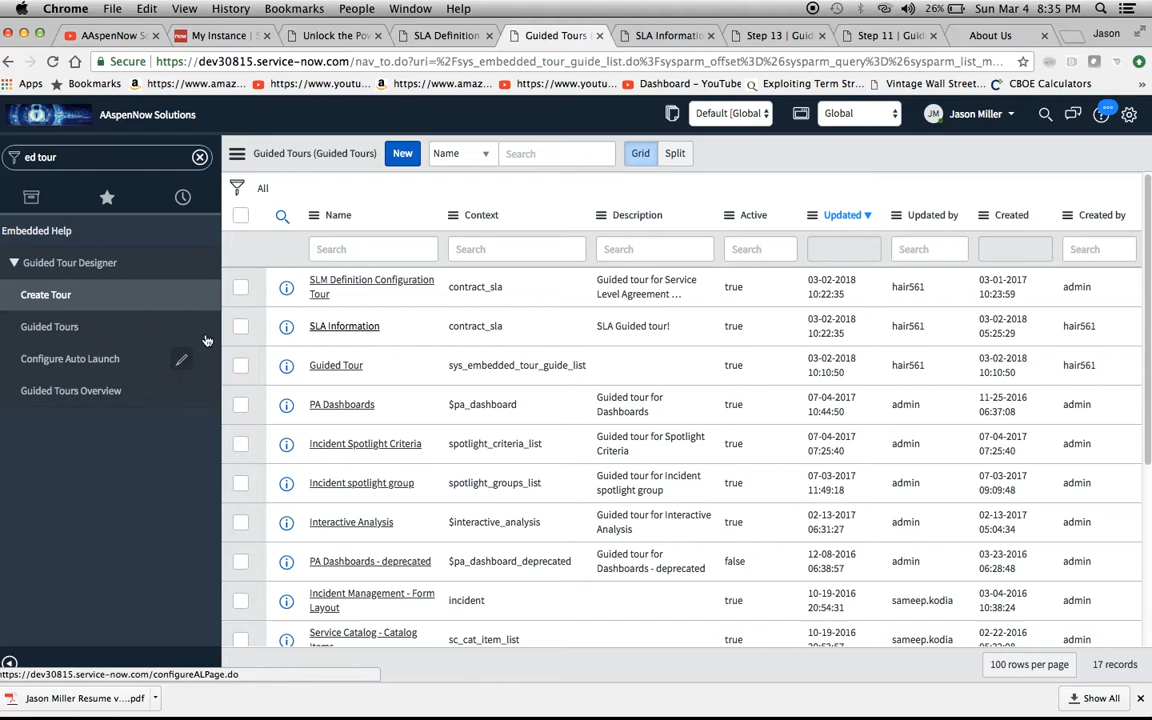 Chrome File Edit View History Bookmarks People Window Help 26% Sun Mar 4 8:35 PM
AAspenNow Sc
My Instance | S
Unlock the Pow
SLA Definition
Guided Tours
SLA Informatio
Step 13 | Guid
Step 11 | Guid
About Us
Jason
Secure https://dev30815.service-now.com/nav_to.do?uri=%2Fsys_embedded_tour_guide_list.do%3Fsysparm_offset%3D%26sysparm_query%3D%26sysparm_list_m...
Apps Bookmarks https://www.amaz... https://www.youtu... https://www.amaz... https://www.youtu... Dashboard – YouTube Exploiting Term Str... Vintage Wall Street... CBOE Calculators
AAspenNow Solutions
Default [Global
Global
JM Jason Miller
ed tour
Guided Tours (Guided Tours) New Name Search Grid Split
All
Embedded Help
Guided Tour Designer
Create Tour
Guided Tours
Configure Auto Launch
Guided Tours Overview
Name Context Description Active Updated Updated by Created Created by
Search Search Search Search Search Search
SLM Definition Configuration
Tour
contract_sla
Guided tour for Service
Level Agreement ...
true
03-02-2018
10:22:35
hair561
03-01-2017
10:23:59
admin
SLA Information
contract_sla
SLA Guided tour!
true
03-02-2018
10:22:35
hair561
03-02-2018
05:25:29
hair561
Guided Tour
sys_embedded_tour_guide_list
true
03-02-2018
10:10:50
hair561
03-02-2018
10:10:50
hair561
PA Dashboards
$pa_dashboard
Guided tour for
Dashboards
true
07-04-2017
10:44:50
admin
11-25-2016
06:37:08
admin
Incident Spotlight Criteria
spotlight_criteria_list
Guided tour for Spotlight
Criteria
true
07-04-2017
07:25:40
admin
07-04-2017
07:25:40
admin
Incident spotlight group
spotlight_groups_list
Guided tour for Incident
spotlight group
true
07-03-2017
11:49:18
admin
07-03-2017
09:09:48
admin
Interactive Analysis
$interactive_analysis
Guided tour for Interactive
Analysis
true
02-13-2017
06:31:27
admin
02-13-2017
05:04:34
admin
PA Dashboards - deprecated
$pa_dashboard_deprecated
Guided tour for
Dashboards - deprecated
false
12-08-2016
06:38:57
admin
03-23-2016
06:28:48
admin
Incident Management - Form
Layout
incident
true
10-19-2016
20:54:31
sameep.kodia
03-04-2016
10:38:24
admin
Service Catalog - Catalog
Items
sc_cat_item_list
true
10-19-2016
sameep.kodia
02-22-2016
admin
100 rows per page 17 records
https://dev30815.service-now.com/configureALPage.do
Jason Miller Resume v....pdf
Show All